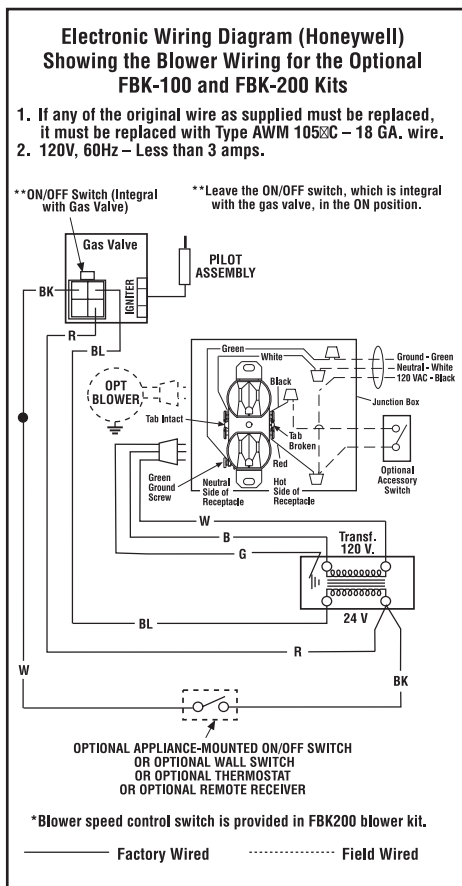 Electronic Wiring Diagram (Honeywell)
Showing the Blower Wiring for the Optional
FBK-100 and FBK-200 Kits
1. If any of the original wire as supplied must be replaced,
it must be replaced with Type AWM 105☒C – 18 GA. wire.
2. 120V, 60Hz – Less than 3 amps.
**ON/OFF Switch (Integral
with Gas Valve)
**Leave the ON/OFF switch, which is integral
with the gas valve, in the ON position.
Gas Valve
IGNITER
PILOT
ASSEMBLY
BK
R
BL
Green
White
Black
Ground - Green
Neutral - White
120 VAC - Black
Junction Box
OPT
BLOWER
Tab Intact
Tab
Broken
Red
Optional
Accessory
Switch
Green
Ground
Screw
Neutral
Side of
Receptacle
Hot
Side of
Receptacle
W
B
G
Transf.
120 V.
24 V
BL
R
W
BK
OPTIONAL APPLIANCE-MOUNTED ON/OFF SWITCH
OR OPTIONAL WALL SWITCH
OR OPTIONAL THERMOSTAT
OR OPTIONAL REMOTE RECEIVER
*Blower speed control switch is provided in FBK200 blower kit.
Factory Wired
Field Wired